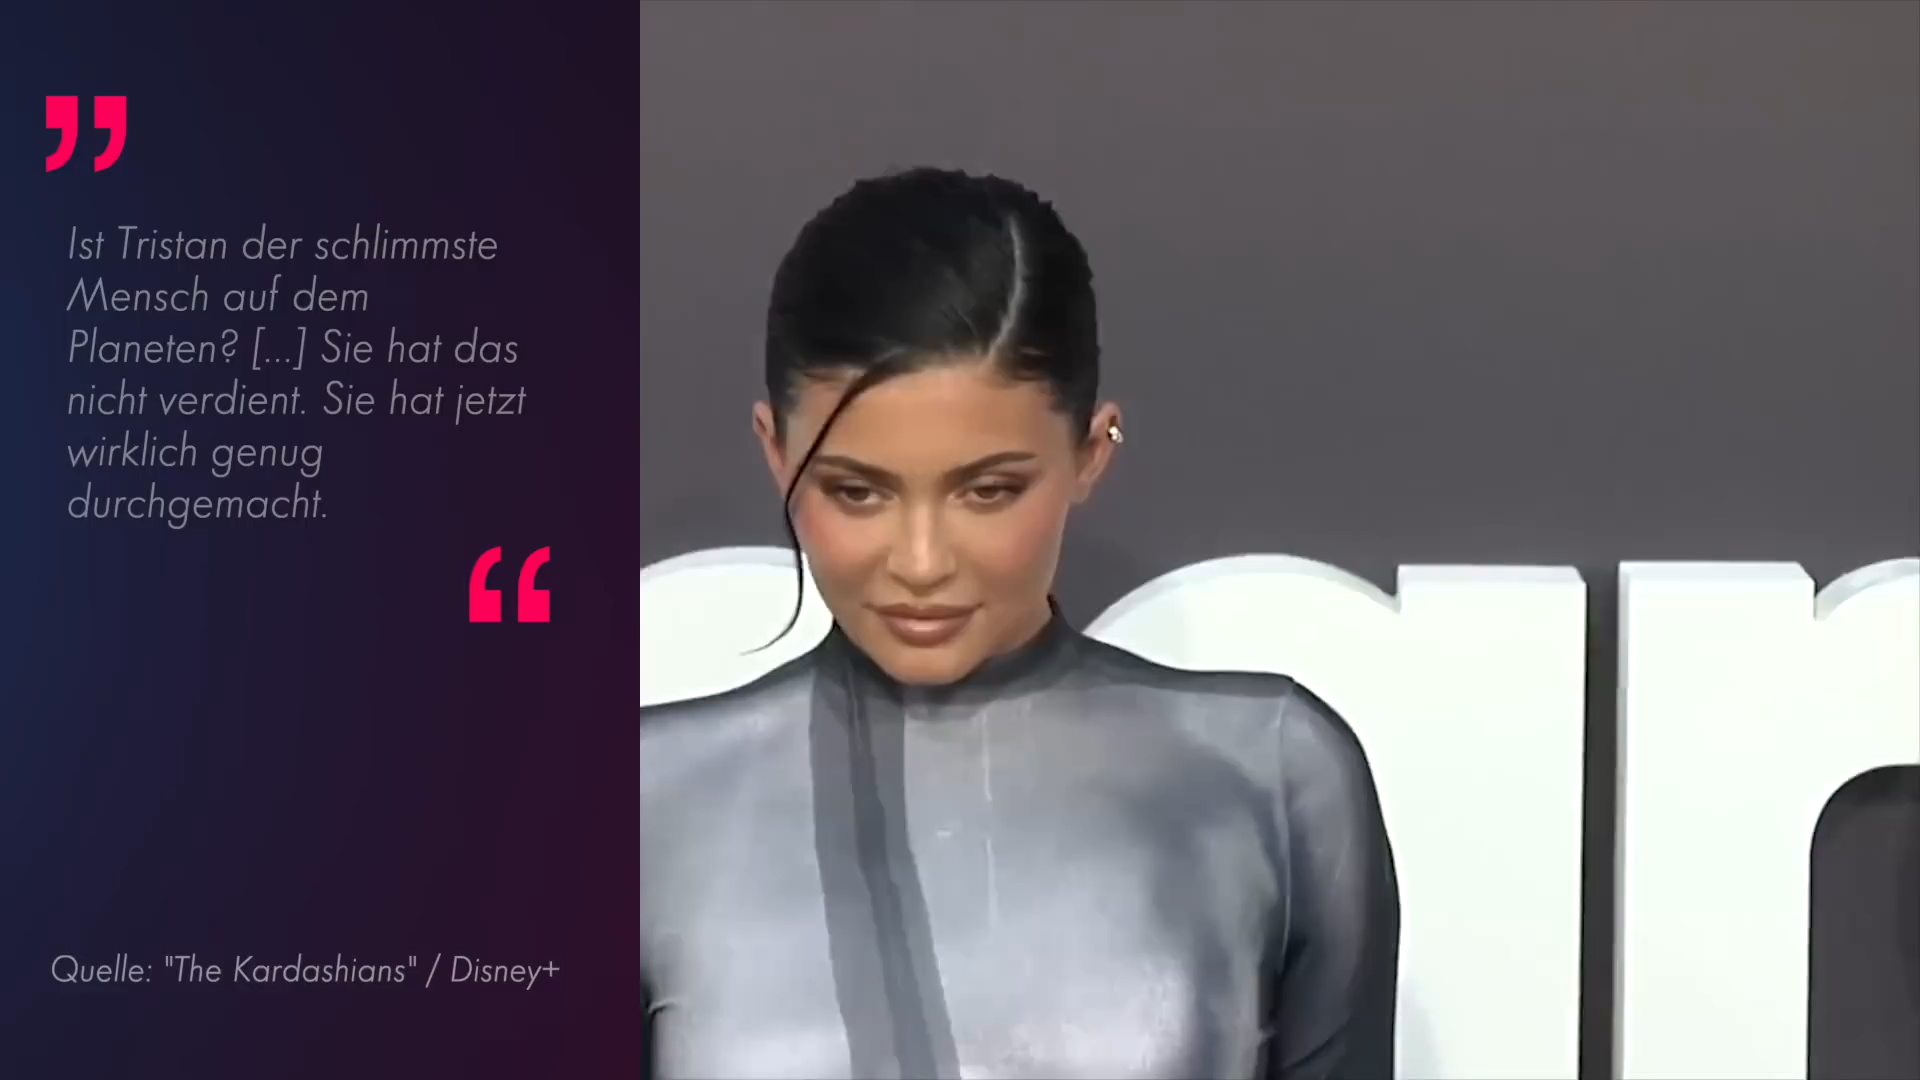 ”
Ist Tristan der schlimmste
Mensch auf dem
Planeten? [...] Sie hat das
nicht verdient. Sie hat jetzt
wirklich genug
durchgemacht.
“
Quelle: "The Kardashians" / Disney+